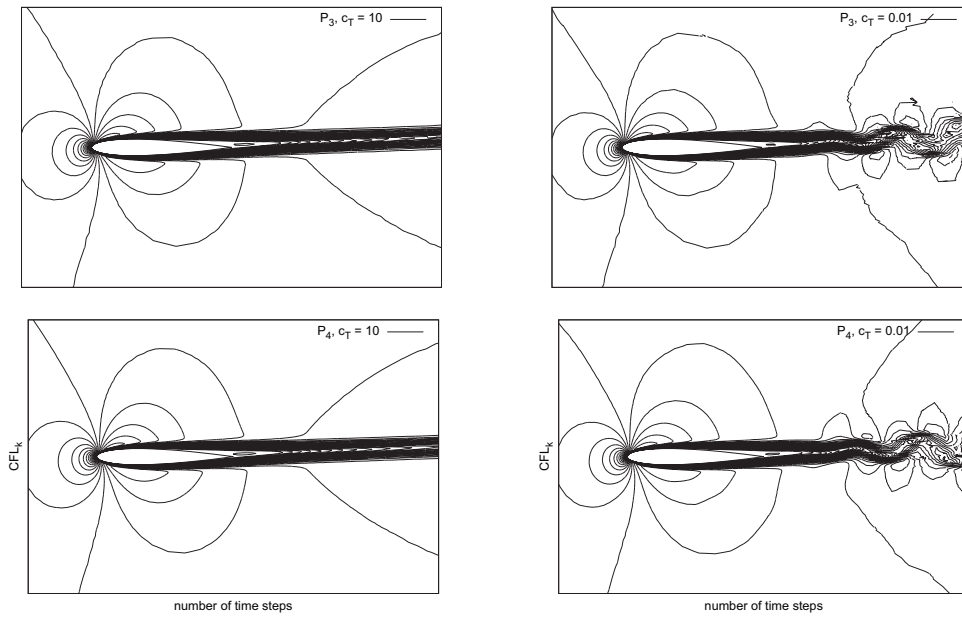 P3, cT = 10
P3, cT = 0.01
P4, cT = 10
P4, cT = 0.01
CFLk
CFLk
number of time steps
number of time steps